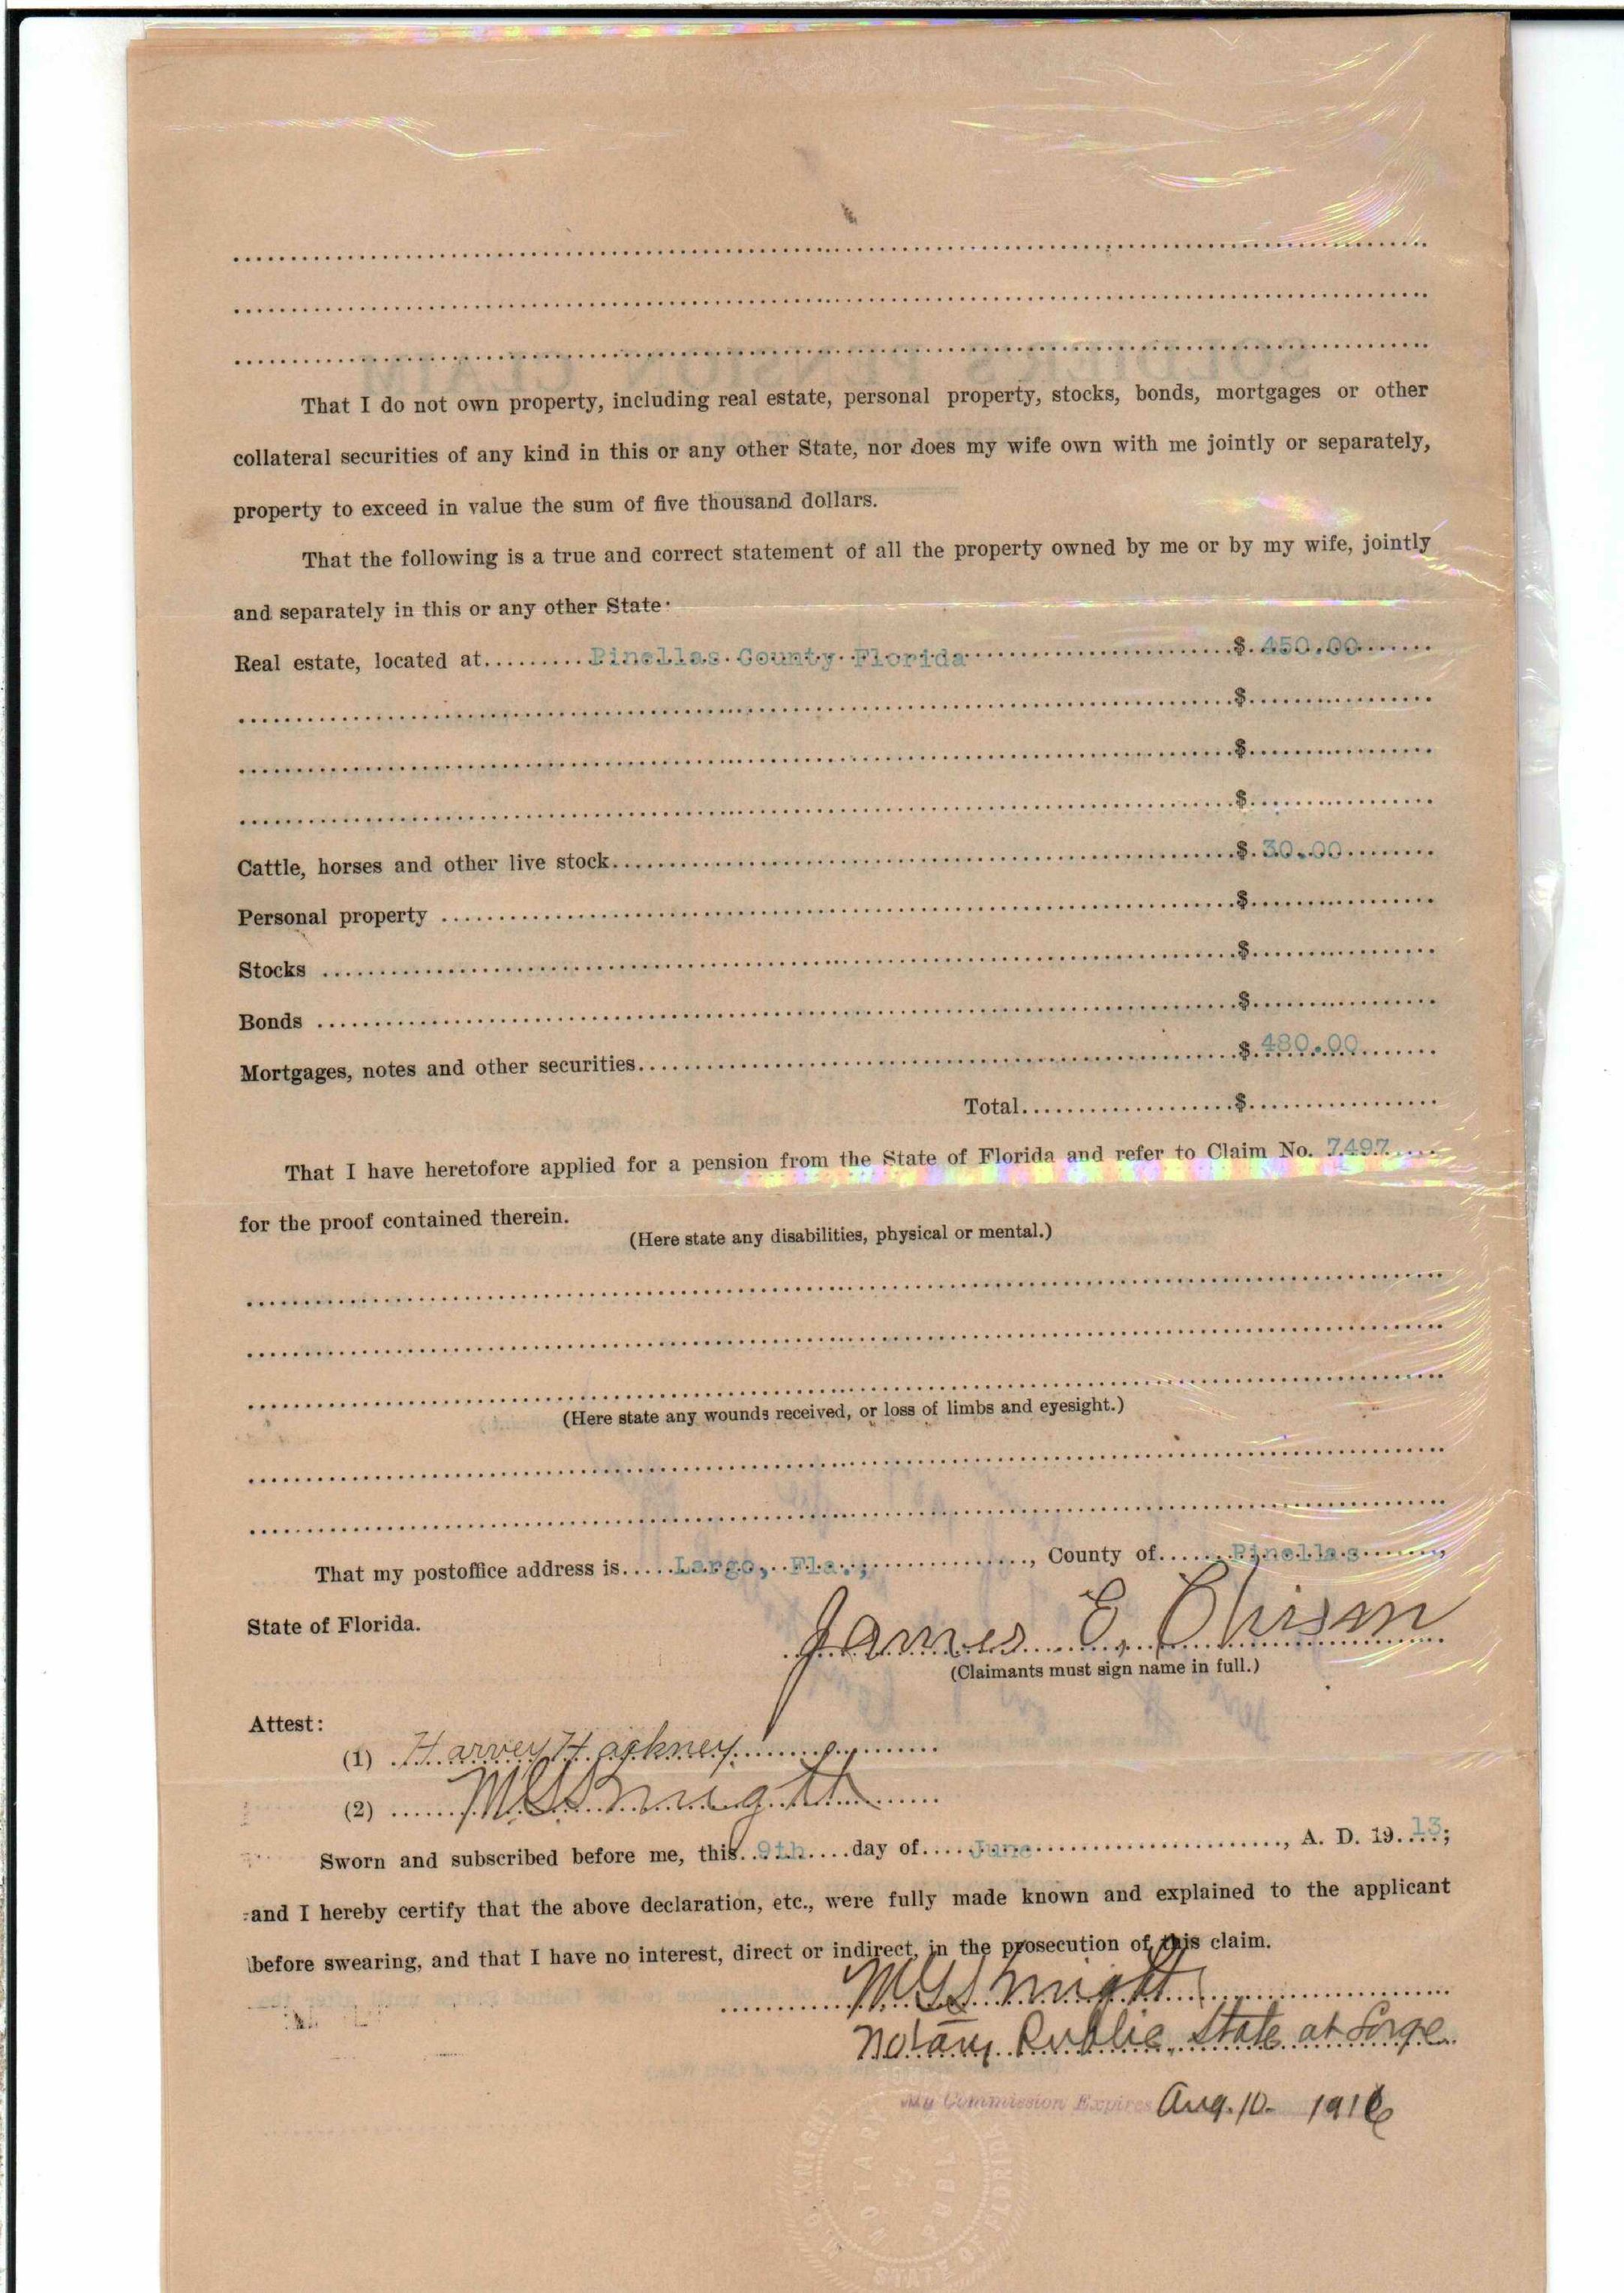 That I do not own property, including real estate, personal property, stocks, bonds, mortgages or other
collateral securities of any kind in this or any other State, nor does my wife own with me jointly or separately,
property to exceed in value the sum of five thousand dollars.
That the following is a true and correct statement of all the property owned by me or by my wife, jointly
and separately in this or any other State:
Real estate, located at Pinellas County Florida $ 450.00
$
$
$
Cattle, horses and other live stock $ 30.00
Personal property $
Stocks $
Bonds $
Mortgages, notes and other securities $ 480.00
Total $
That I have heretofore applied for a pension from the State of Florida and refer to Claim No. 7497
for the proof contained therein.
(Here state any disabilities, physical or mental.)
(Here state any wounds received, or loss of limbs and eyesight.)
That my postoffice address is Largo, Fla., County of Pinellas,
State of Florida.
James E. Chism
(Claimants must sign name in full.)
Attest:
(1) Harvey Hackney
(2) Knight
Sworn and subscribed before me, this 9th day of June, A. D. 1913;
and I hereby certify that the above declaration, etc., were fully made known and explained to the applicant
before swearing, and that I have no interest, direct or indirect, in the prosecution of this claim.
Knight
Notary Public, State at Large
My Commission Expires Aug. 10 - 1916
KNIGHT
NOTARY PUBLIC
STATE OF FLORIDA